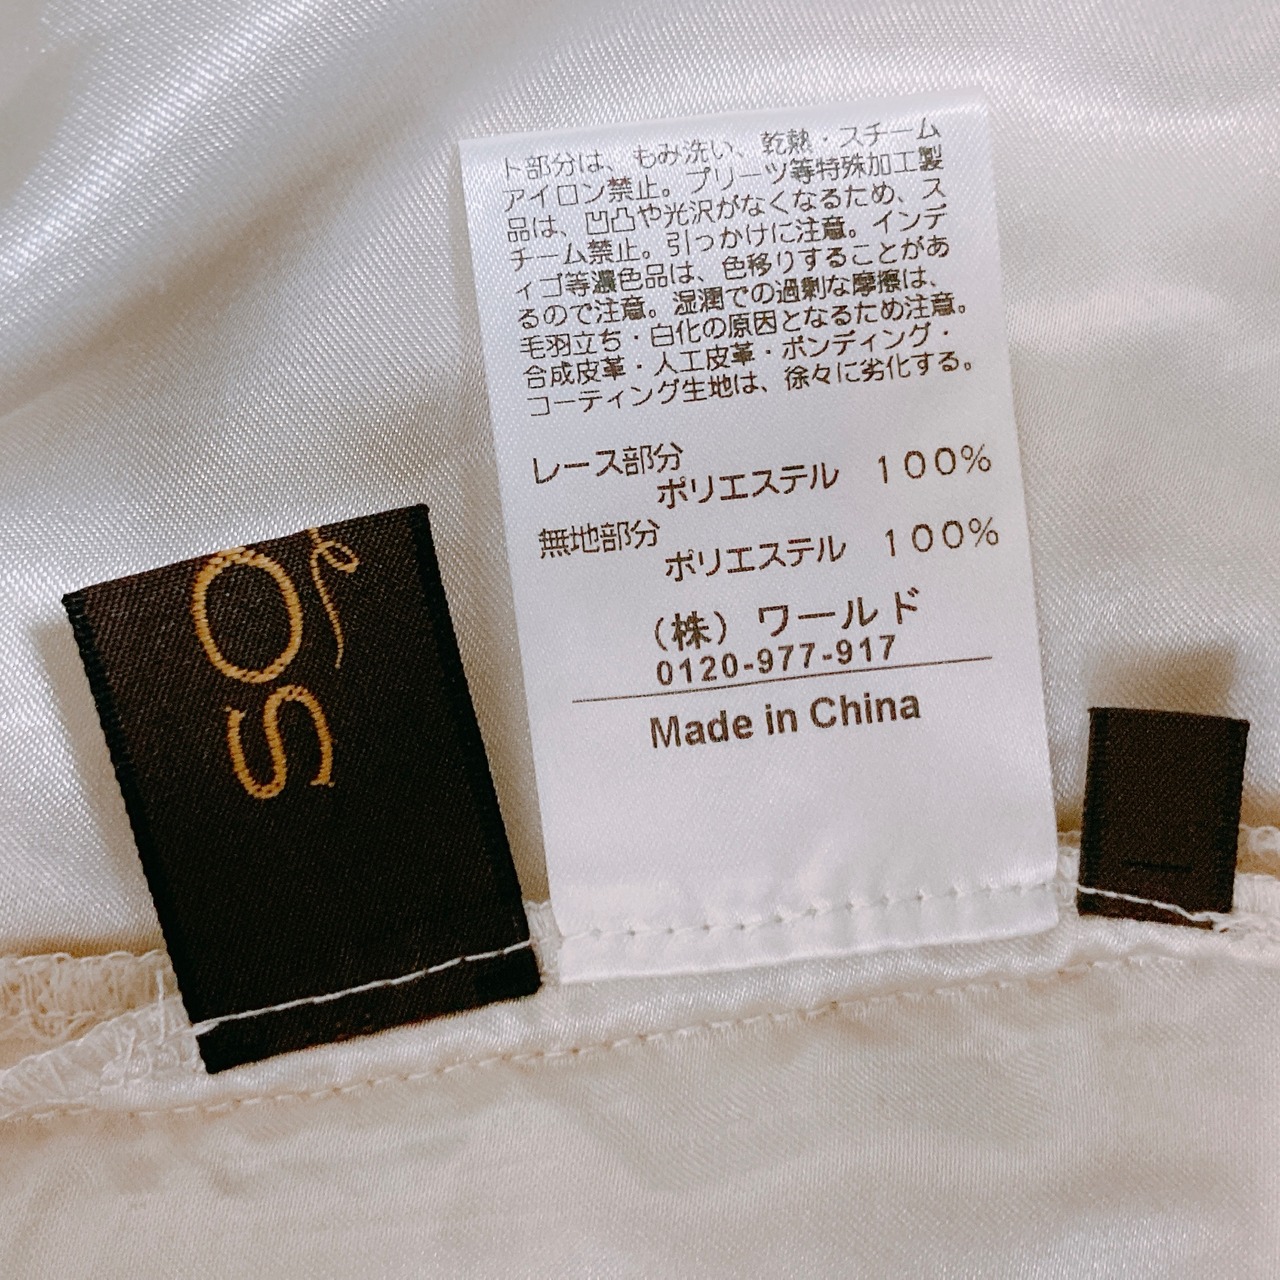 ト部分は、もみ洗い、乾熱・スチーム
アイロン禁止。プリーツ等特殊加工製
品は、凹凸や光沢がなくなるため、ス
チーム禁止。引っかけに注意。インデ
ィゴ等濃色品は、色移りすることがあ
るので注意。湿潤での過剰な摩擦は、
毛羽立ち・白化の原因となるため注意。
合成皮革・人工皮革・ボンディング・
コーティング生地は、徐々に劣化する。
レース部分
ポリエステル 100%
無地部分
ポリエステル 100%
(株) ワールド
0120-977-917
Made in China